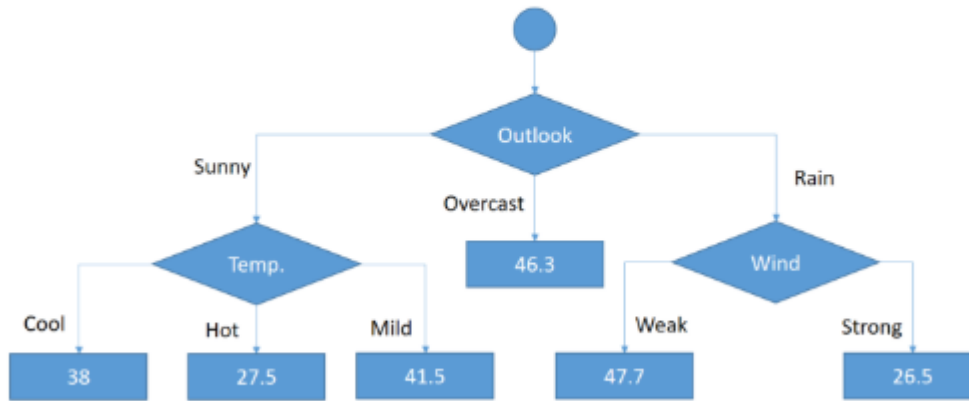 Outlook
Sunny
Rain
Overcast
46.3
Temp.
Wind
Cool
Hot
Mild
Weak
Strong
38
27.5
41.5
47.7
26.5